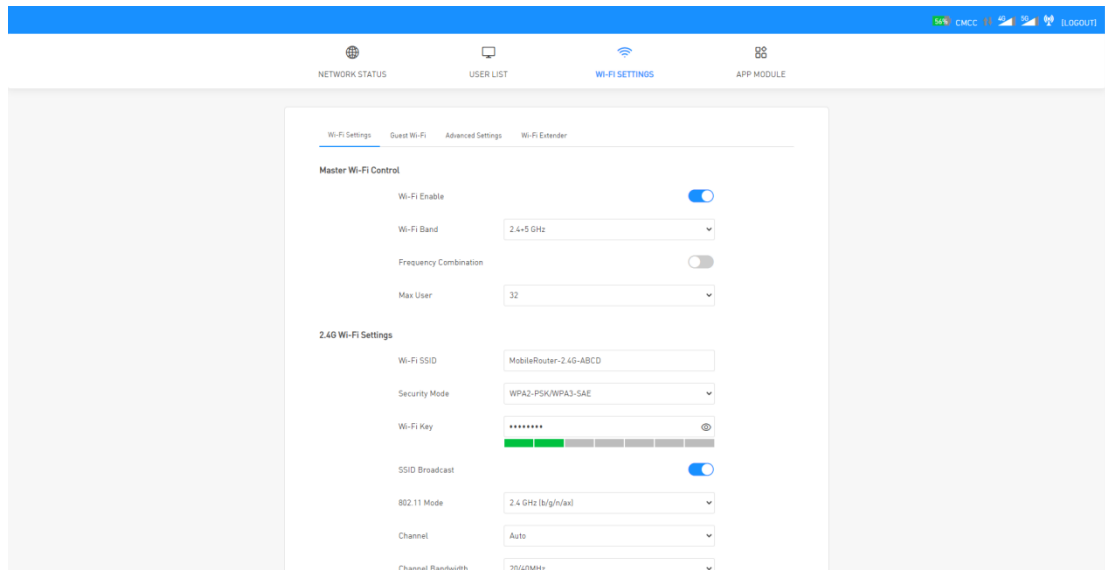 56% CMCC 4G 5G [LOGOUT]
NETWORK STATUS USER LIST WI-FI SETTINGS APP MODULE
Wi-Fi Settings Guest Wi-Fi Advanced Settings Wi-Fi Extender
Master Wi-Fi Control
Wi-Fi Enable
Wi-Fi Band 2.4+5 GHz
Frequency Combination
Max User 32
2.4G Wi-Fi Settings
Wi-Fi SSID MobileRouter-2.4G-ABCD
Security Mode WPA2-PSK/WPA3-SAE
Wi-Fi Key ********
SSID Broadcast
802.11 Mode 2.4 GHz (b/g/n/ax)
Channel Auto
Channel Bandwidth 20/40MHz